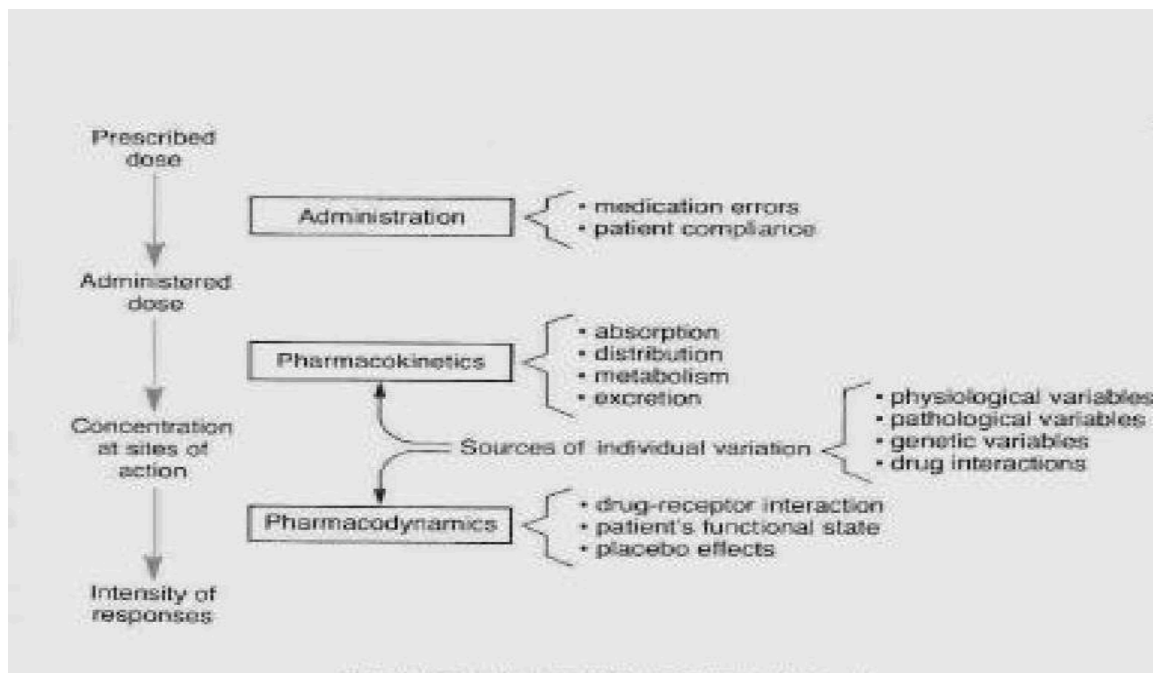 Prescribed
dose
Administration
• medication errors
• patient compliance
Administered
dose
Pharmacokinetics
• absorption
• distribution
• metabolism
• excretion
Concentration
at sites of
action
Sources of individual variation
• physiological variables
• pathological variables
• genetic variables
• drug interactions
Pharmacodynamics
• drug-receptor interaction
• patient's functional state
• placebo effects
Intensity of
responses